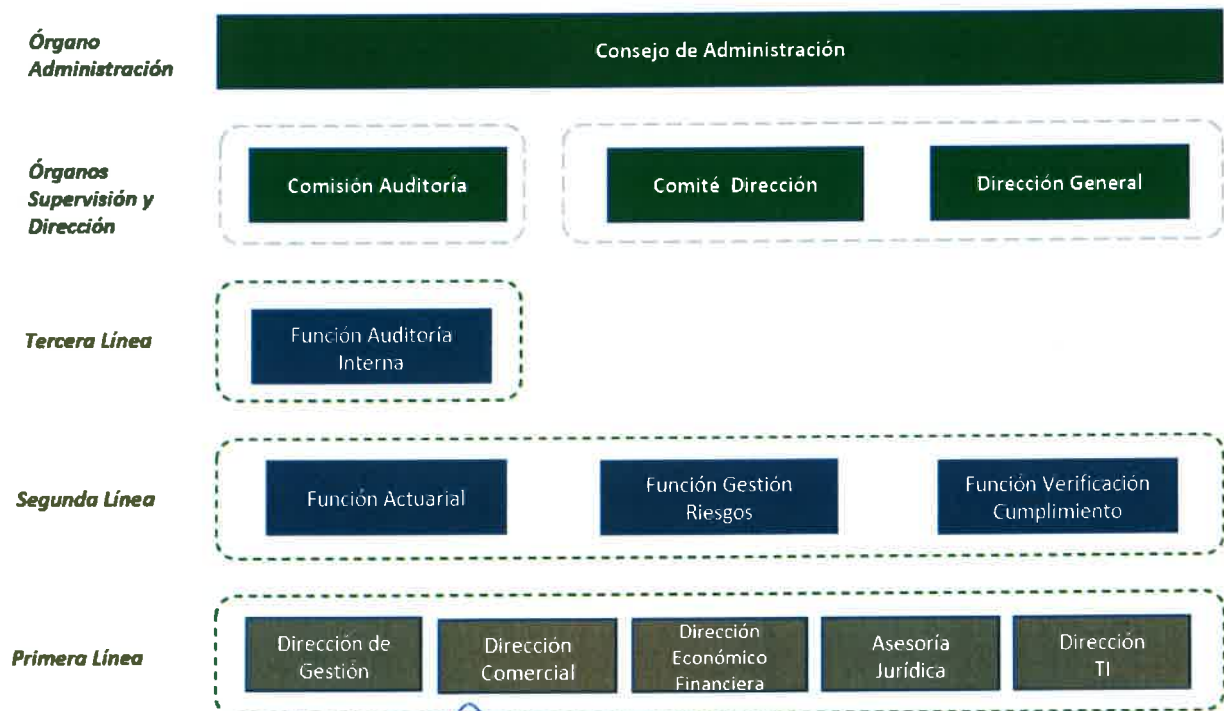 Órgano
Administración
Consejo de Administración
Órganos
Supervisión y
Dirección
Comisión Auditoría
Comité Dirección
Dirección General
Tercera Línea
Función Auditoría
Interna
Segunda Línea
Función Actuarial
Función Gestión
Riesgos
Función Verificación
Cumplimiento
Primera Línea
Dirección de
Gestión
Dirección
Comercial
Dirección
Económico
Financiera
Asesoría
Jurídica
Dirección
TI